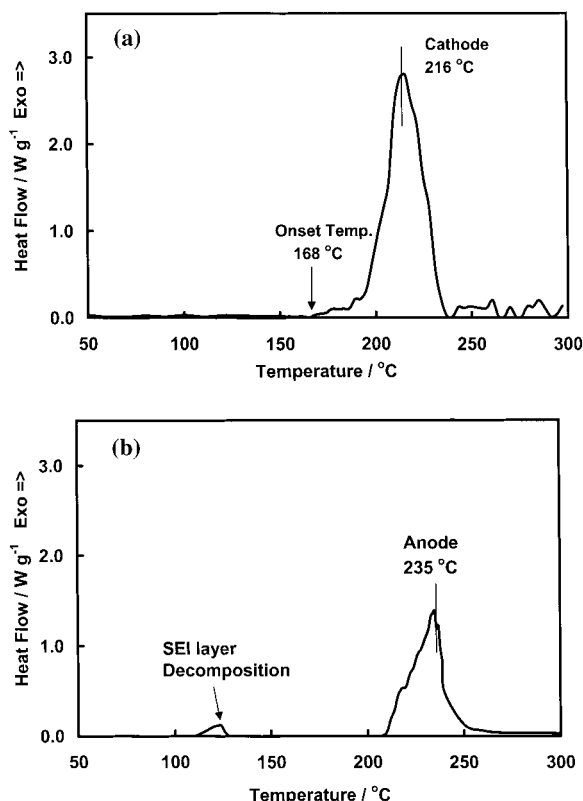 (a)
Cathode
216 °C
Onset Temp.
168 °C
Heat Flow / W g⁻¹ Exo =>
3.0
2.0
1.0
0.0
50 100 150 200 250 300
Temperature / °C
(b)
Anode
235 °C
SEI layer
Decomposition
Heat Flow / W g⁻¹ Exo =>
3.0
2.0
1.0
0.0
50 100 150 200 250 300
Temperature / °C